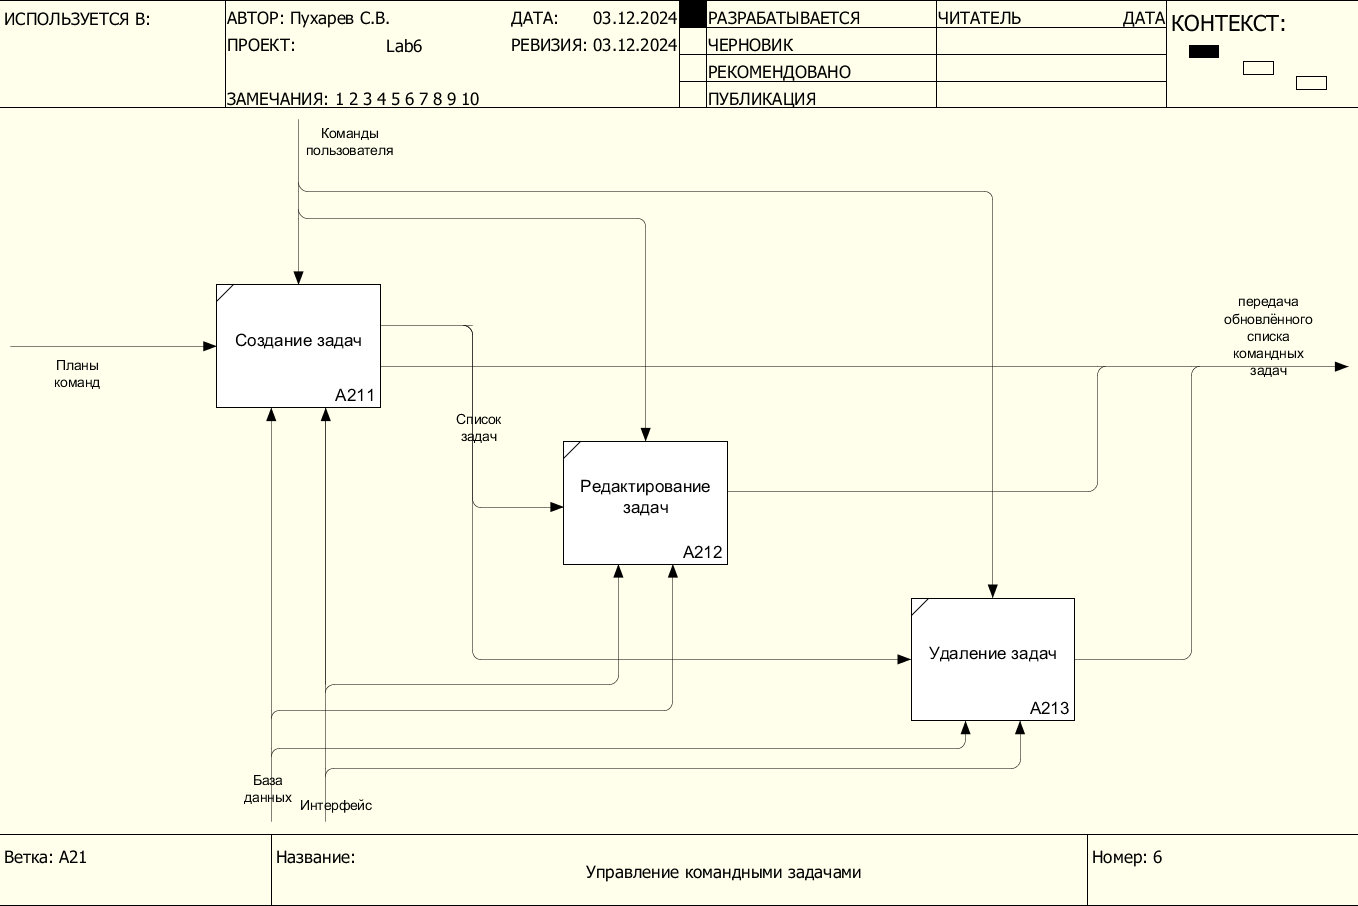 ИСПОЛЬЗУЕТСЯ В:
АВТОР: Пухарев С.В.
ДАТА: 03.12.2024
ПРОЕКТ: Lab6
РЕВИЗИЯ: 03.12.2024
ЗАМЕЧАНИЯ: 1 2 3 4 5 6 7 8 9 10
РАЗРАБАТЫВАЕТСЯ
ЧЕРНОВИК
РЕКОМЕНДОВАНО
ПУБЛИКАЦИЯ
ЧИТАТЕЛЬ
ДАТА
КОНТЕКСТ:
Команды
пользователя
Создание задач
A211
Планы
команд
передача
обновлённого
списка
командных
задач
Список
задач
Редактирование
задач
A212
Удаление задач
A213
База
данных
Интерфейс
Ветка: A21
Название:
Управление командными задачами
Номер: 6